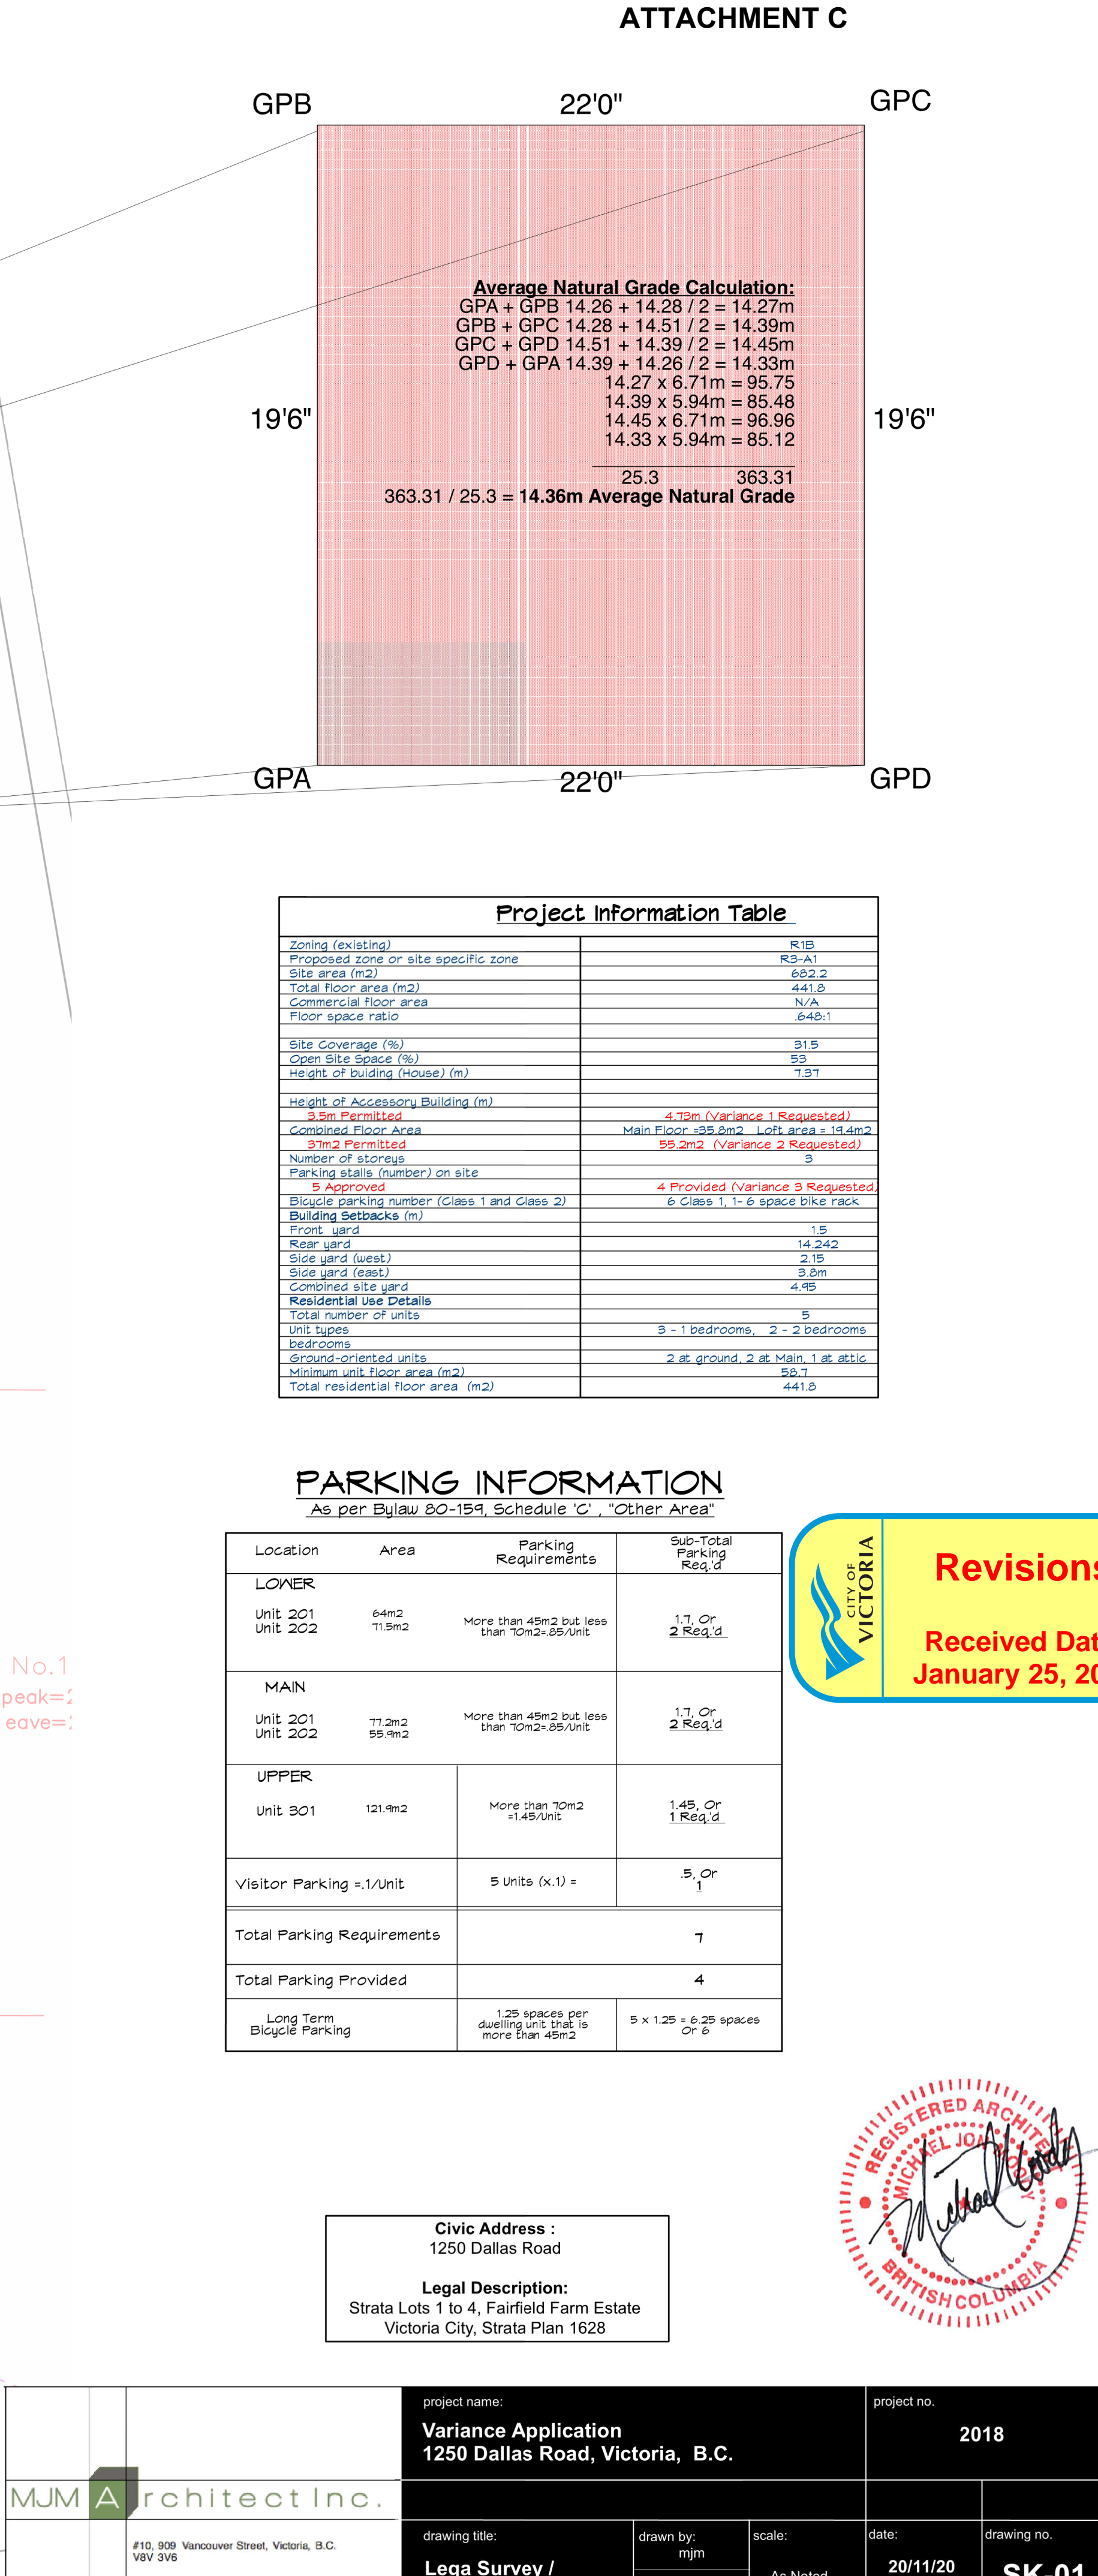 ATTACHMENT C
GPB 22'0" GPC
Average Natural Grade Calculation:
GPA + GPB 14.26 + 14.28 / 2 = 14.27m
GPB + GPC 14.28 + 14.51 / 2 = 14.39m
GPC + GPD 14.51 + 14.39 / 2 = 14.45m
GPD + GPA 14.39 + 14.26 / 2 = 14.33m
14.27 x 6.71m = 95.75
14.39 x 5.94m = 85.48
19'6" 14.45 x 6.71m = 96.96 19'6"
14.33 x 5.94m = 85.12
25.3 363.31
363.31 / 25.3 = 14.36m Average Natural Grade
GPA 22'0" GPD
Project Information Table
Zoning (existing) R1B
Proposed zone or site specific zone R3-A1
Site area (m2) 682.2
Total floor area (m2) 441.8
Commercial floor area N/A
Floor space ratio .648:1
Site Coverage (%) 31.5
Open Site Space (%) 53
Height of buiding (House) (m) 7.37
Height of Accessory Building (m)
3.5m Permitted 4.73m (Variance 1 Requested)
Combined Floor Area Main Floor =35.8m2 Loft area = 19.4m2
37m2 Permitted 55.2m2 (Variance 2 Requested)
Number of storeys 3
Parking stalls (number) on site
5 Approved 4 Provided (Variance 3 Requested)
Bicycle parking number (Class 1 and Class 2) 6 Class 1, 1- 6 space bike rack
Building Setbacks (m)
Front yard 1.5
Rear yard 14.242
Side yard (west) 2.15
Side yard (east) 3.8m
Combined site yard 4.95
Residential Use Details
Total number of units 5
Unit types 3 - 1 bedrooms, 2 - 2 bedrooms
bedrooms
Ground-oriented units 2 at ground, 2 at Main, 1 at attic
Minimum unit floor area (m2) 58.7
Total residential floor area (m2) 441.8
PARKING INFORMATION
As per Bylaw 80-159, Schedule 'C' , "Other Area"
Location Area Parking Requirements Sub-Total Parking Req.'d
LOWER
Unit 201 64m2 More than 45m2 but less 1.7, Or
Unit 202 71.5m2 than 70m2=.85/Unit 2 Req.'d
MAIN
Unit 201 77.2m2 More than 45m2 but less 1.7, Or
Unit 202 55.9m2 than 70m2=.85/Unit 2 Req.'d
UPPER
Unit 301 121.9m2 More than 70m2 1.45, Or
=1.45/Unit 1 Req.'d
Visitor Parking =.1/Unit 5 Units (x.1) = .5, Or
1
Total Parking Requirements 7
Total Parking Provided 4
Long Term 1.25 spaces per 5 x 1.25 = 6.25 spaces
Bicycle Parking dwelling unit that is Or 6
more than 45m2
CITY OF
VICTORIA
Revisions
Received Dat
January 25, 20
No.1
peak=2
eave=
REGISTERED ARCHITECT
MICHAEL JON MOODY
BRITISH COLUMBIA
Civic Address :
1250 Dallas Road
Legal Description:
Strata Lots 1 to 4, Fairfield Farm Estate
Victoria City, Strata Plan 1628
MJM Architect Inc.
#10, 909 Vancouver Street, Victoria, B.C.
V8V 3V6
project name:
Variance Application
1250 Dallas Road, Victoria, B.C.
project no.
2018
drawing title:
Lega Survey /
drawn by:
mjm
scale:
As Noted
date:
20/11/20
drawing no.
SK-01